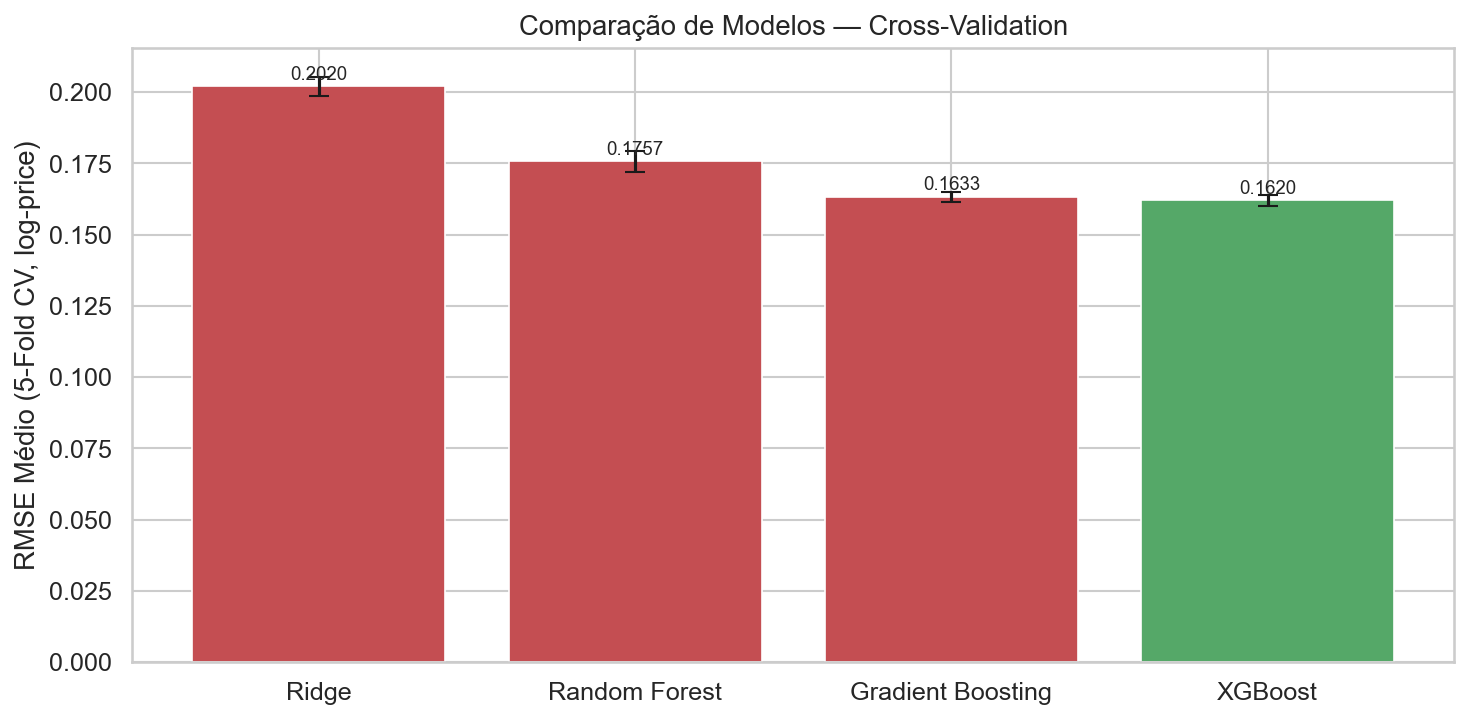 Comparação de Modelos — Cross-Validation
RMSE Médio (5-Fold CV, log-price)
0.200
0.175
0.150
0.125
0.100
0.075
0.050
0.025
0.000
0.2020
0.1757
0.1633
0.1620
Ridge
Random Forest
Gradient Boosting
XGBoost